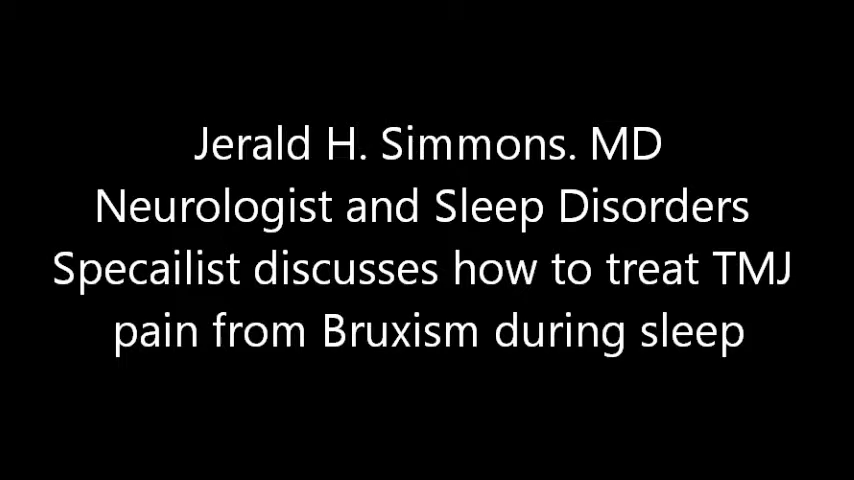 Jerald H. Simmons. MD
Neurologist and Sleep Disorders
Specailist discusses how to treat TMJ
pain from Bruxism during sleep